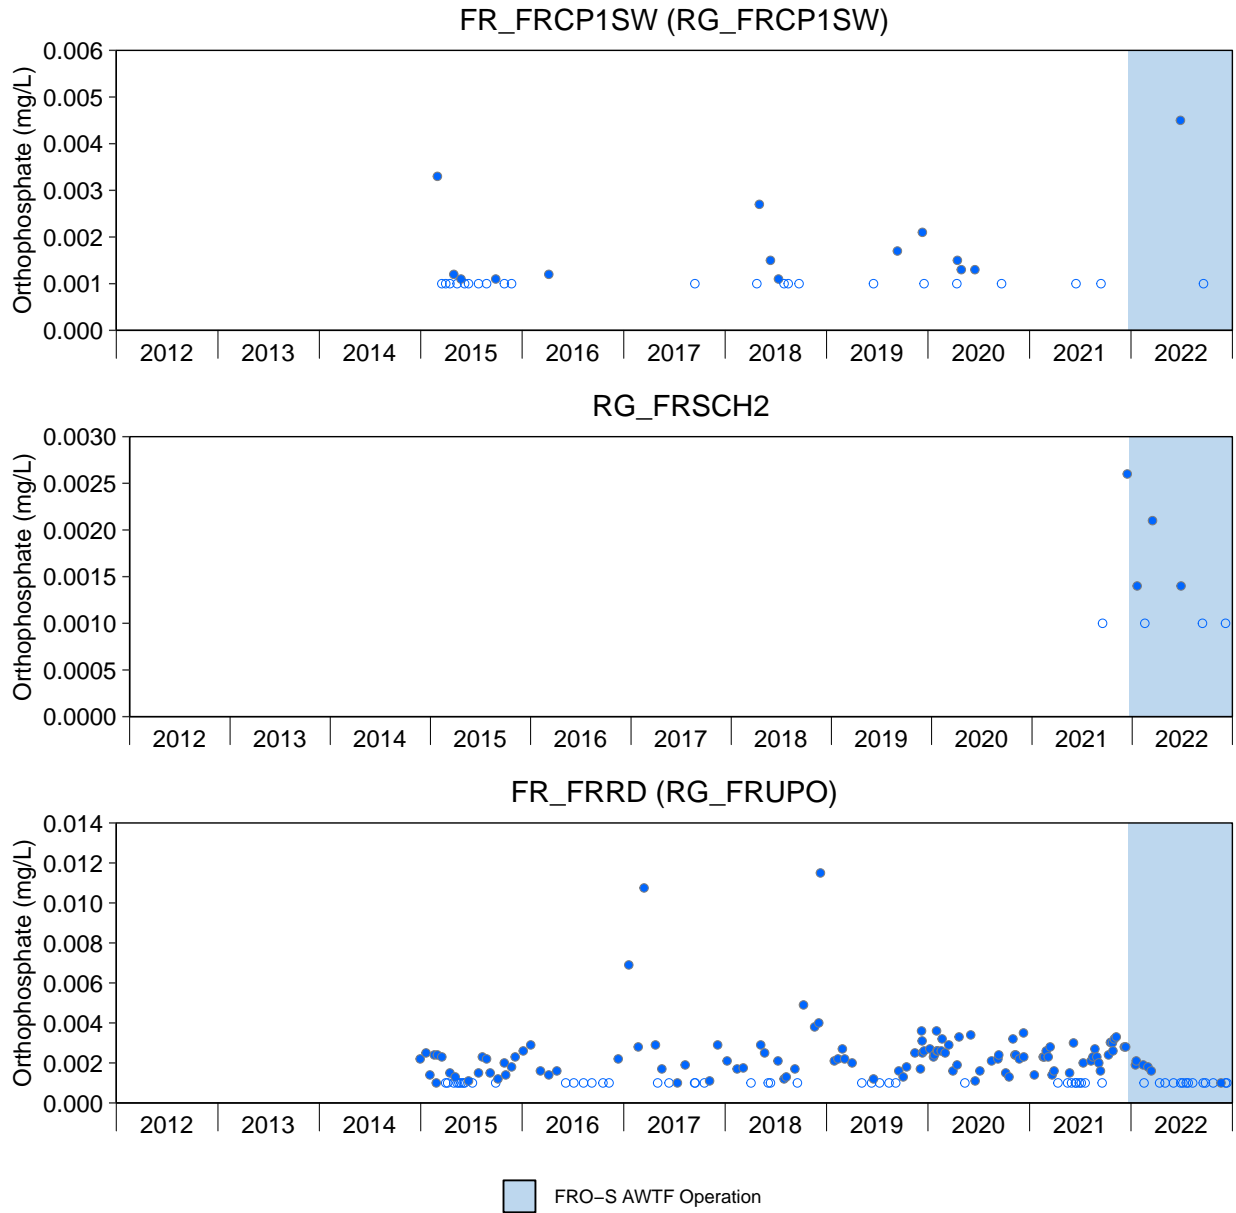 FR_FRCP1SW (RG_FRCP1SW)
Orthophosphate (mg/L)
0.006
0.005
0.004
0.003
0.002
0.001
0.000
2012 2013 2014 2015 2016 2017 2018 2019 2020 2021 2022
RG_FRSCH2
Orthophosphate (mg/L)
0.0030
0.0025
0.0020
0.0015
0.0010
0.0005
0.0000
2012 2013 2014 2015 2016 2017 2018 2019 2020 2021 2022
FR_FRRD (RG_FRUPO)
Orthophosphate (mg/L)
0.014
0.012
0.010
0.008
0.006
0.004
0.002
0.000
2012 2013 2014 2015 2016 2017 2018 2019 2020 2021 2022
FRO−S AWTF Operation